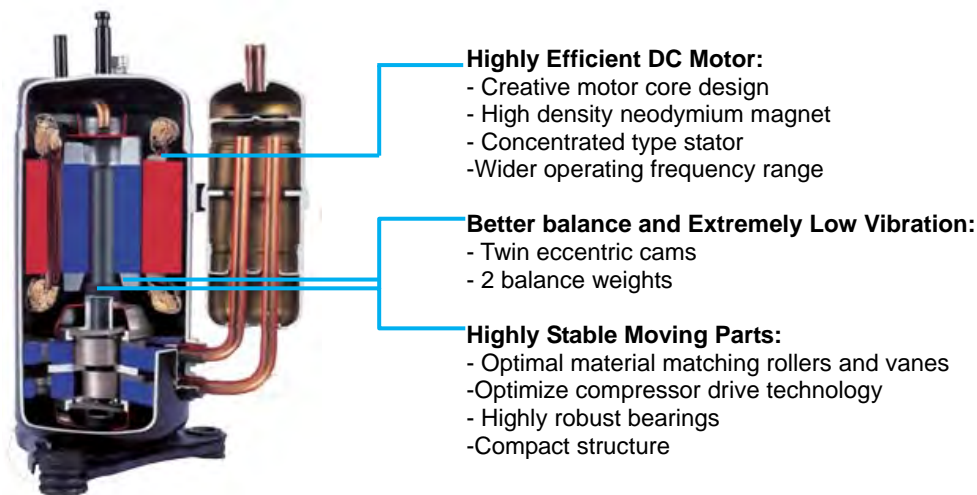 Highly Efficient DC Motor:
- Creative motor core design
- High density neodymium magnet
- Concentrated type stator
-Wider operating frequency range
Better balance and Extremely Low Vibration:
- Twin eccentric cams
- 2 balance weights
Highly Stable Moving Parts:
- Optimal material matching rollers and vanes
-Optimize compressor drive technology
- Highly robust bearings
-Compact structure